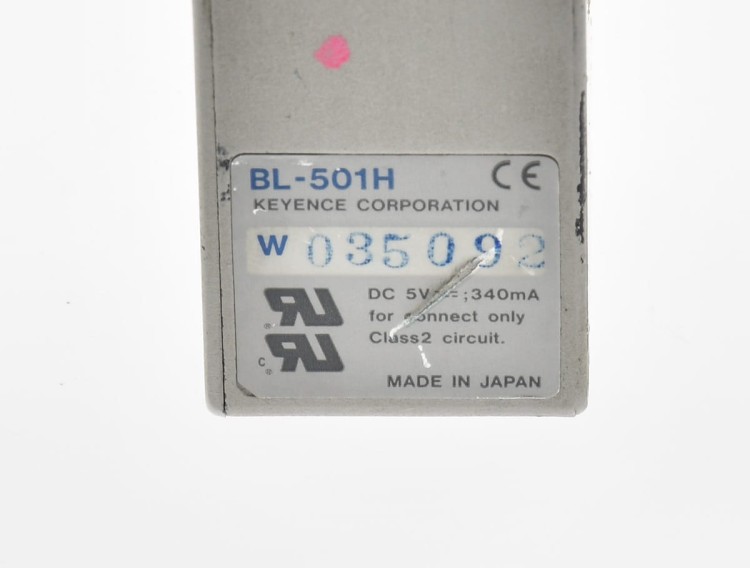 BL-501H CE
KEYENCE CORPORATION
W 035092
DC 5V⎓;340mA
for connect only
Class2 circuit.
MADE IN JAPAN